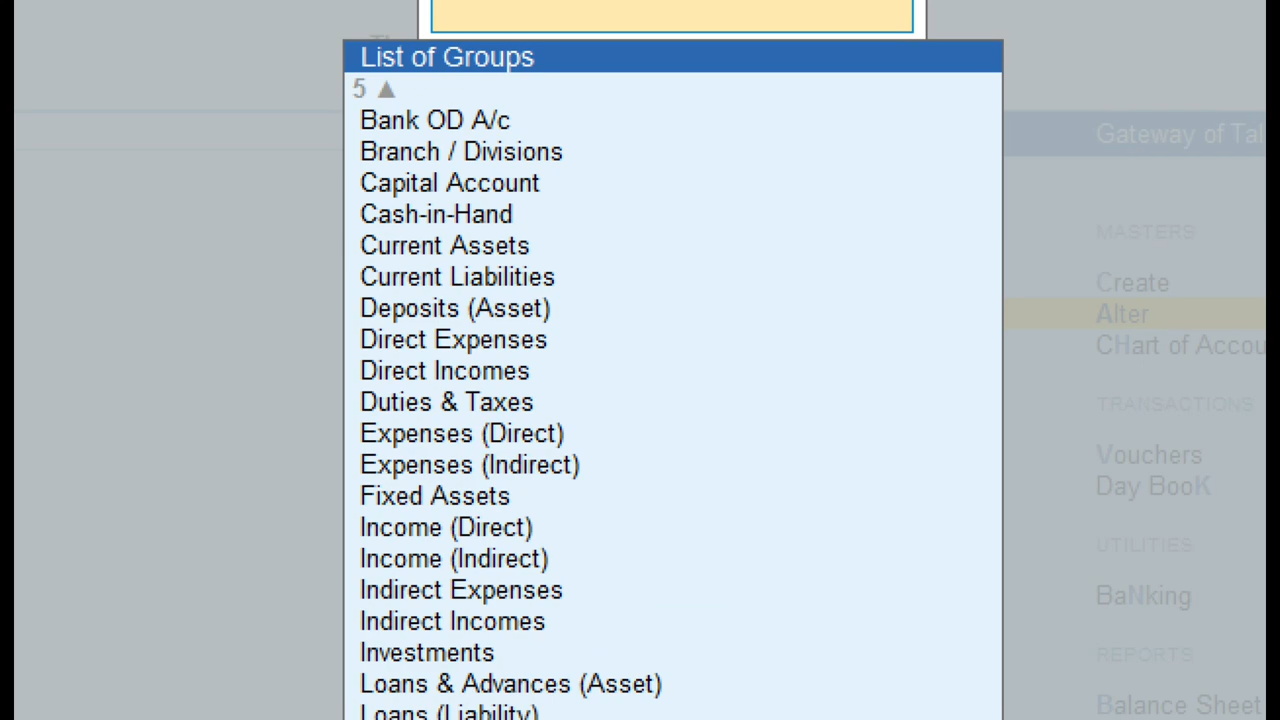 List of Groups
5 ▲
Bank OD A/c
Branch / Divisions
Capital Account
Cash-in-Hand
Current Assets
Current Liabilities
Deposits (Asset)
Direct Expenses
Direct Incomes
Duties & Taxes
Expenses (Direct)
Expenses (Indirect)
Fixed Assets
Income (Direct)
Income (Indirect)
Indirect Expenses
Indirect Incomes
Investments
Loans & Advances (Asset)
Loans (Liability)
Gateway of Tal
MASTERS
Create
Alter
CHart of Accou
TRANSACTIONS
Vouchers
Day BooK
UTILITIES
BaNking
REPORTS
Balance Sheet